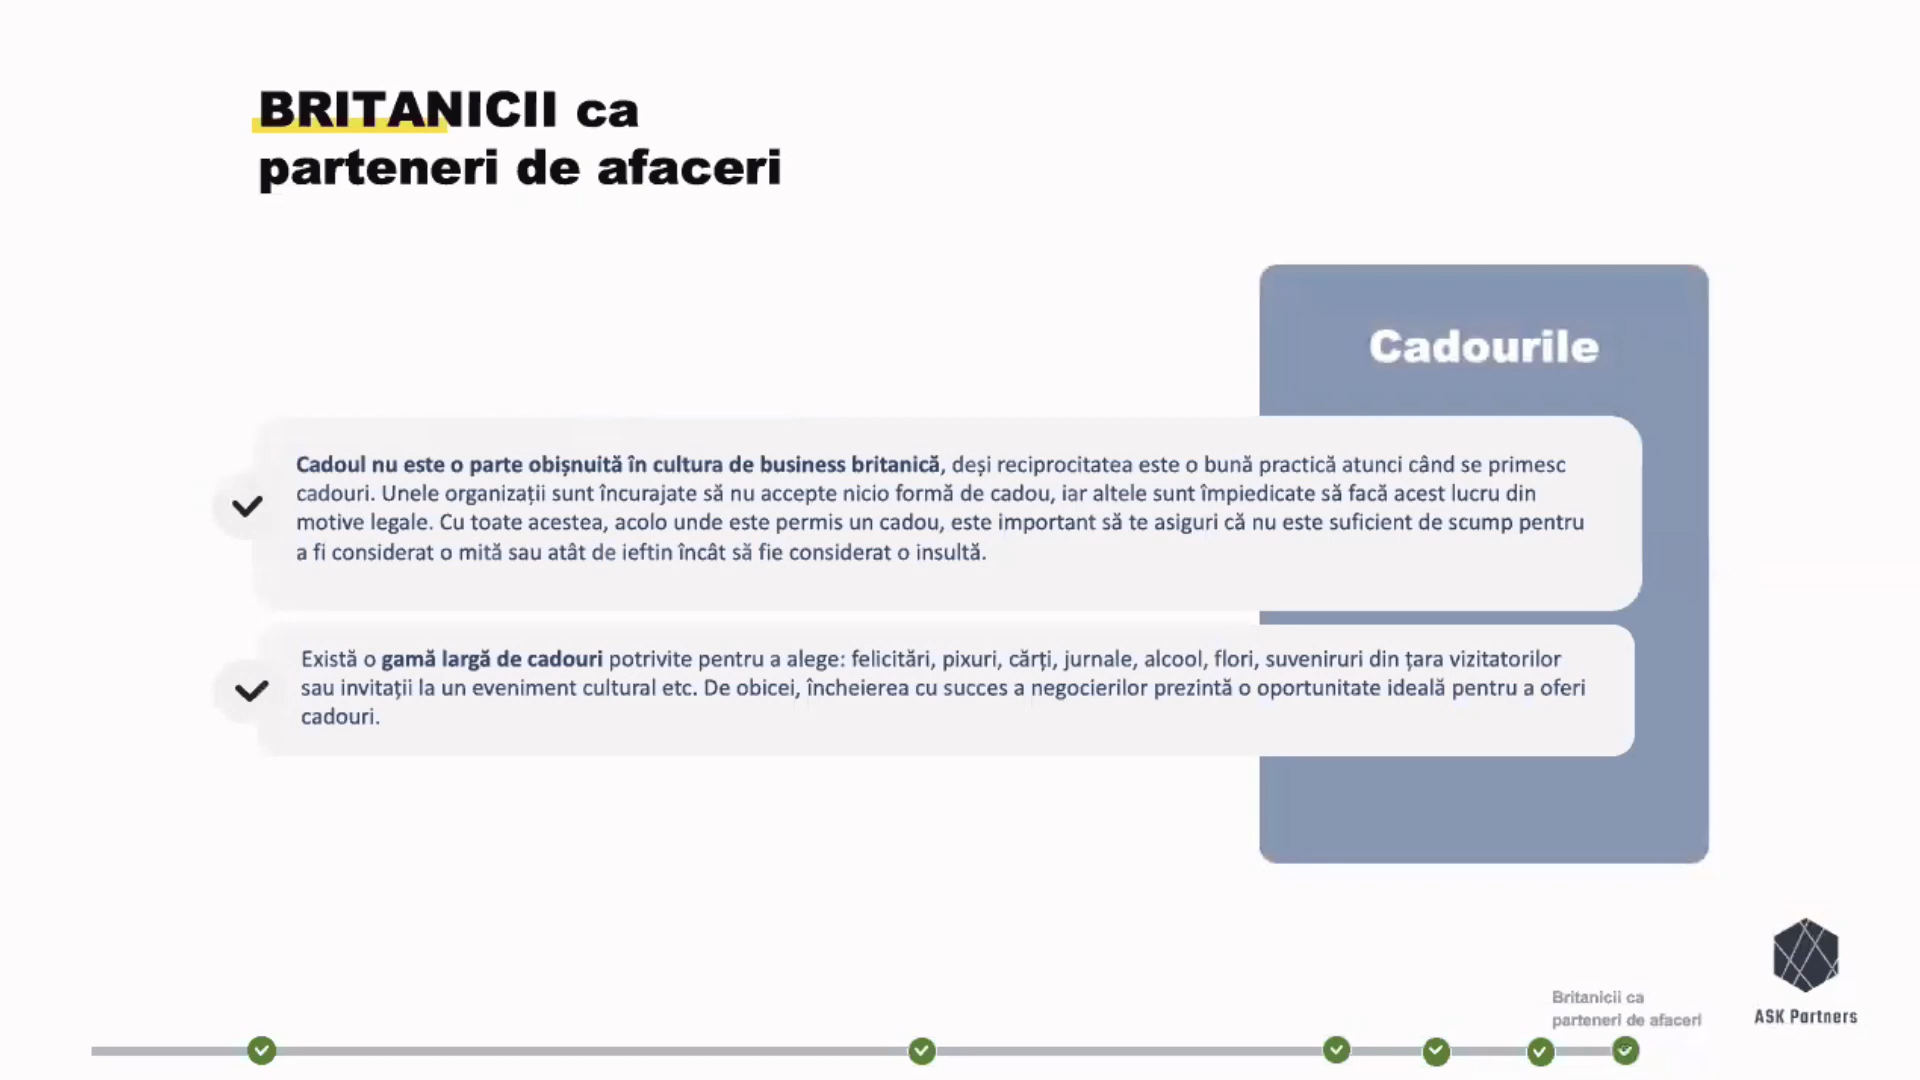 BRITANICII ca
parteneri de afaceri
Cadourile
Cadoul nu este o parte obișnuită în cultura de business britanică, deși reciprocitatea este o bună practică atunci când se primesc
cadouri. Unele organizații sunt încurajate să nu accepte nicio formă de cadou, iar altele sunt împiedicate să facă acest lucru din
motive legale. Cu toate acestea, acolo unde este permis un cadou, este important să te asiguri că nu este suficient de scump pentru
a fi considerat o mită sau atât de ieftin încât să fie considerat o insultă.
Există o gamă largă de cadouri potrivite pentru a alege: felicitări, pixuri, cărți, jurnale, alcool, flori, suveniruri din țara vizitatorilor
sau invitații la un eveniment cultural etc. De obicei, încheierea cu succes a negocierilor prezintă o oportunitate ideală pentru a oferi
cadouri.
Britanicii ca
parteneri de afaceri
ASK Partners